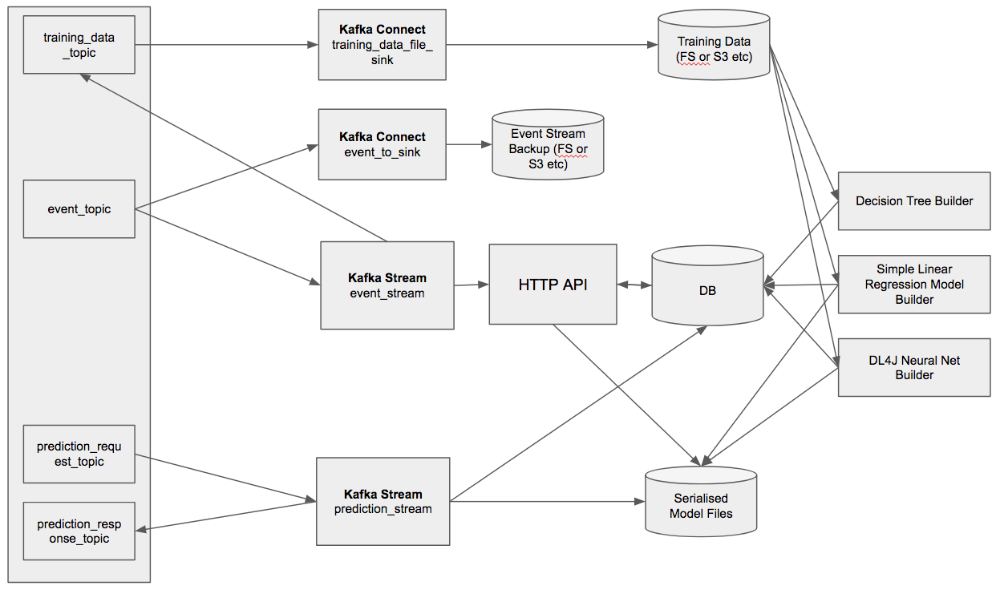 training_data
_topic
Kafka Connect
training_data_file_
sink
Training Data
(FS or S3 etc)
Kafka Connect
event_to_sink
Event Stream
Backup (FS or
S3 etc)
event_topic
Decision Tree Builder
Kafka Stream
event_stream
HTTP API
DB
Simple Linear
Regression Model
Builder
DL4J Neural Net
Builder
prediction_requ
est_topic
Kafka Stream
prediction_stream
Serialised
Model Files
prediction_resp
onse_topic